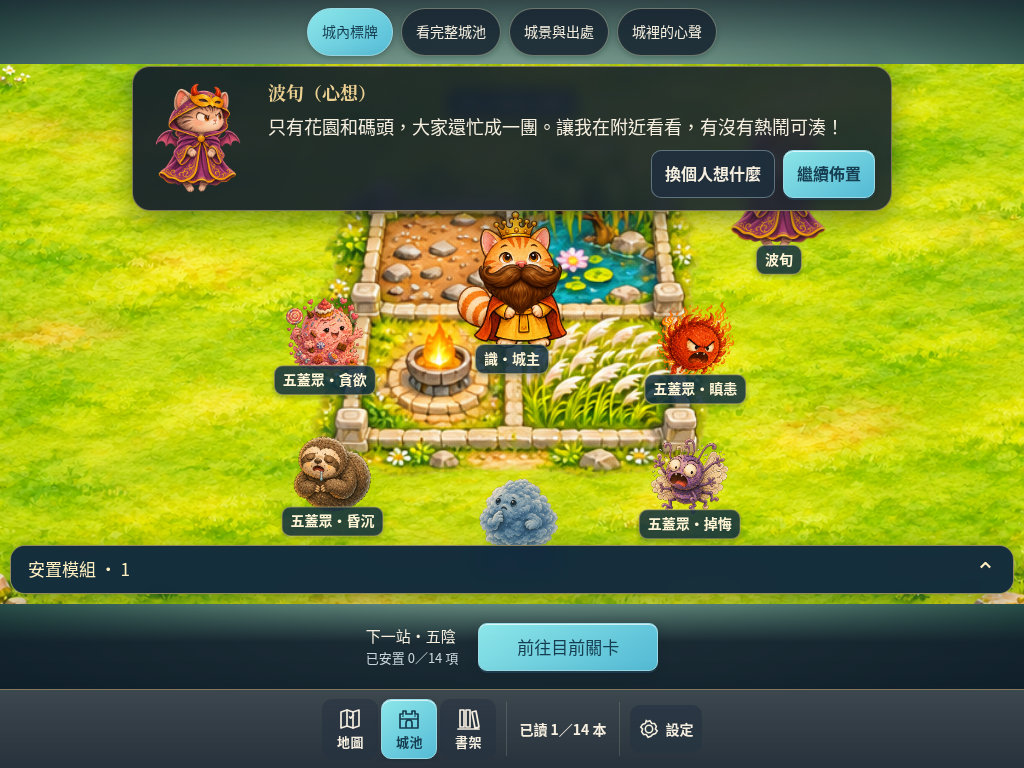 城內標牌
看完整城池
城景與出處
城裡的心聲
波旬（心想）
只有花園和碼頭，大家還忙成一團。讓我在附近看看，有沒有熱鬧可湊！
換個人想什麼
繼續佈置
波旬
識・城主
五蓋眾・貪欲
五蓋眾・瞋恚
五蓋眾・昏沉
五蓋眾・掉悔
安置模組 ・ 1
下一站・五陰
已安置 0／14 項
前往目前關卡
地圖
城池
書架
已讀 1／14 本
設定